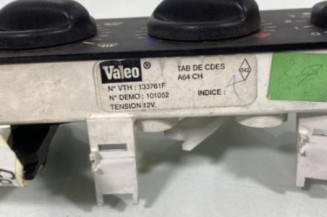 Valeo
TAB DE CDES
A64 CH
N° VTH : 133761F
N° DEMO : 101052
INDICE :
TENSION 12V.